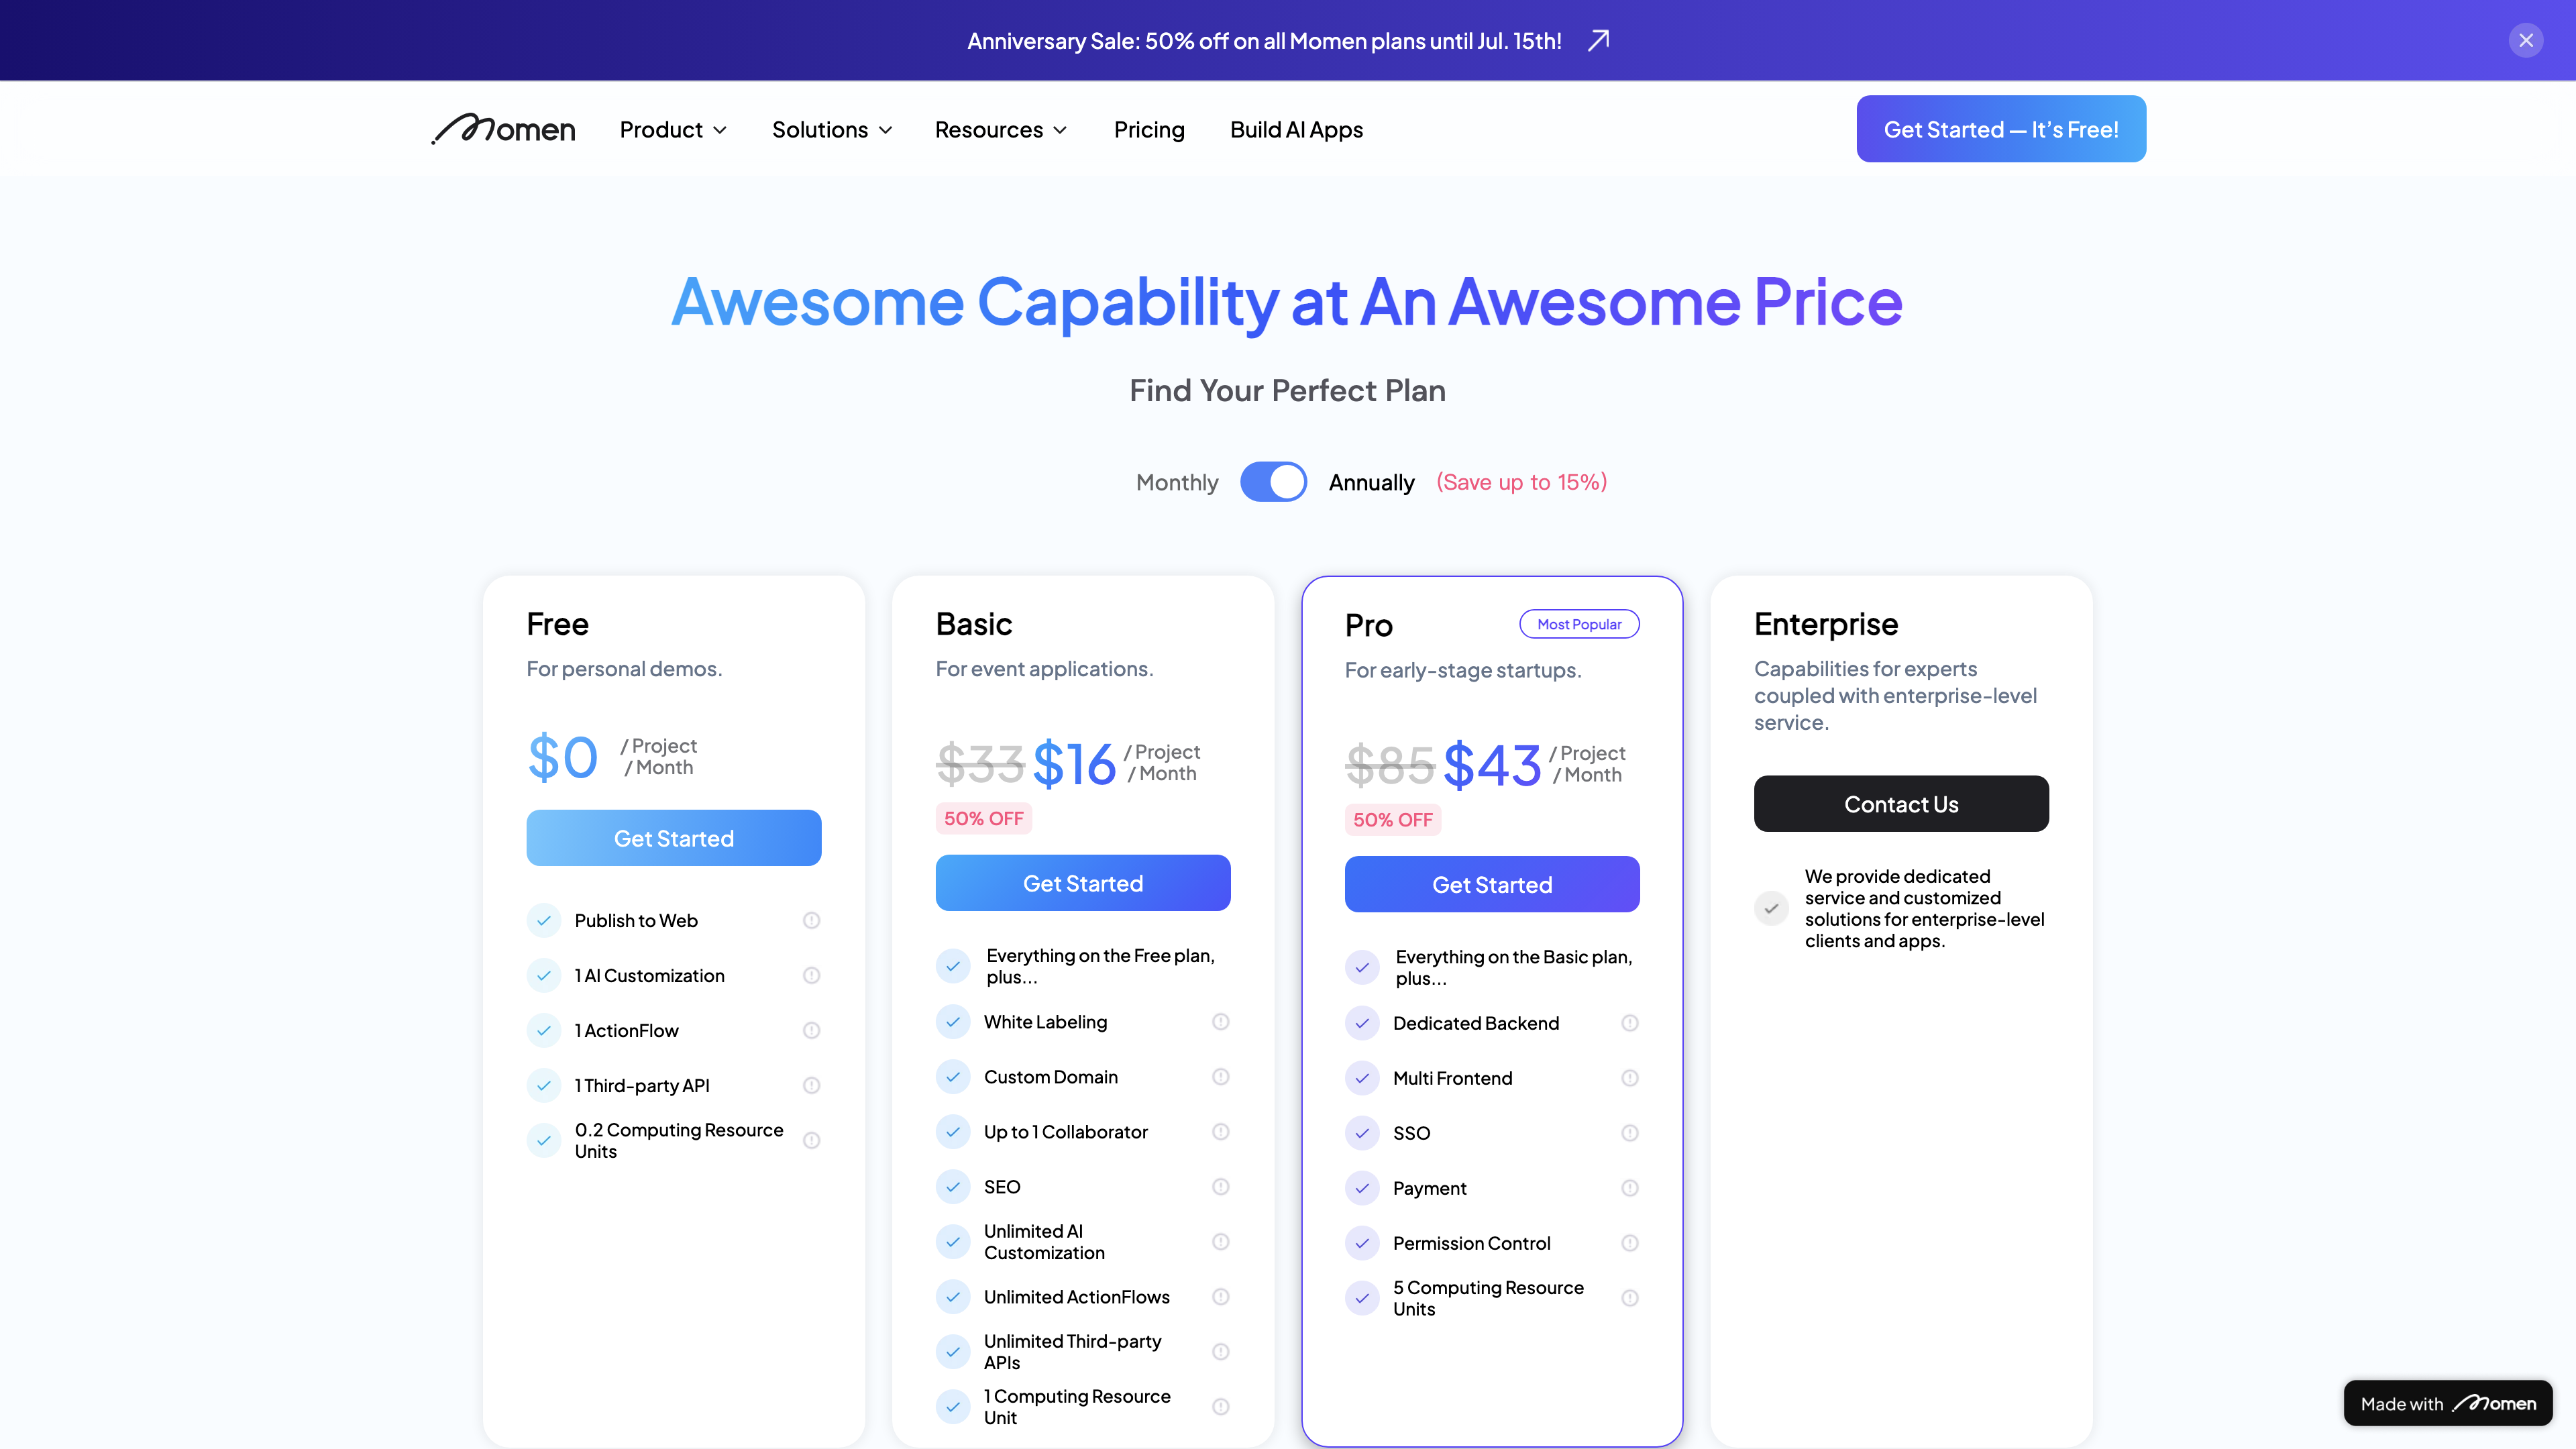 Anniversary Sale: 50% off on all Momen plans until Jul. 15th!
Momen
Product
Solutions
Resources
Pricing
Build AI Apps
Get Started — It’s Free!
Awesome Capability at An Awesome Price
Find Your Perfect Plan
Monthly
Annually
(Save up to 15%)
Free
For personal demos.
$0
/ Project
/ Month
Get Started
Publish to Web
1 AI Customization
1 ActionFlow
1 Third-party API
0.2 Computing Resource
Units
Basic
For event applications.
$33 $16
/ Project
/ Month
50% OFF
Get Started
Everything on the Free plan,
plus...
White Labeling
Custom Domain
Up to 1 Collaborator
SEO
Unlimited AI
Customization
Unlimited ActionFlows
Unlimited Third-party
APIs
1 Computing Resource
Unit
Pro
Most Popular
For early-stage startups.
$85 $43
/ Project
/ Month
50% OFF
Get Started
Everything on the Basic plan,
plus...
Dedicated Backend
Multi Frontend
SSO
Payment
Permission Control
5 Computing Resource
Units
Enterprise
Capabilities for experts
coupled with enterprise-level
service.
Contact Us
We provide dedicated
service and customized
solutions for enterprise-level
clients and apps.
Made with Momen